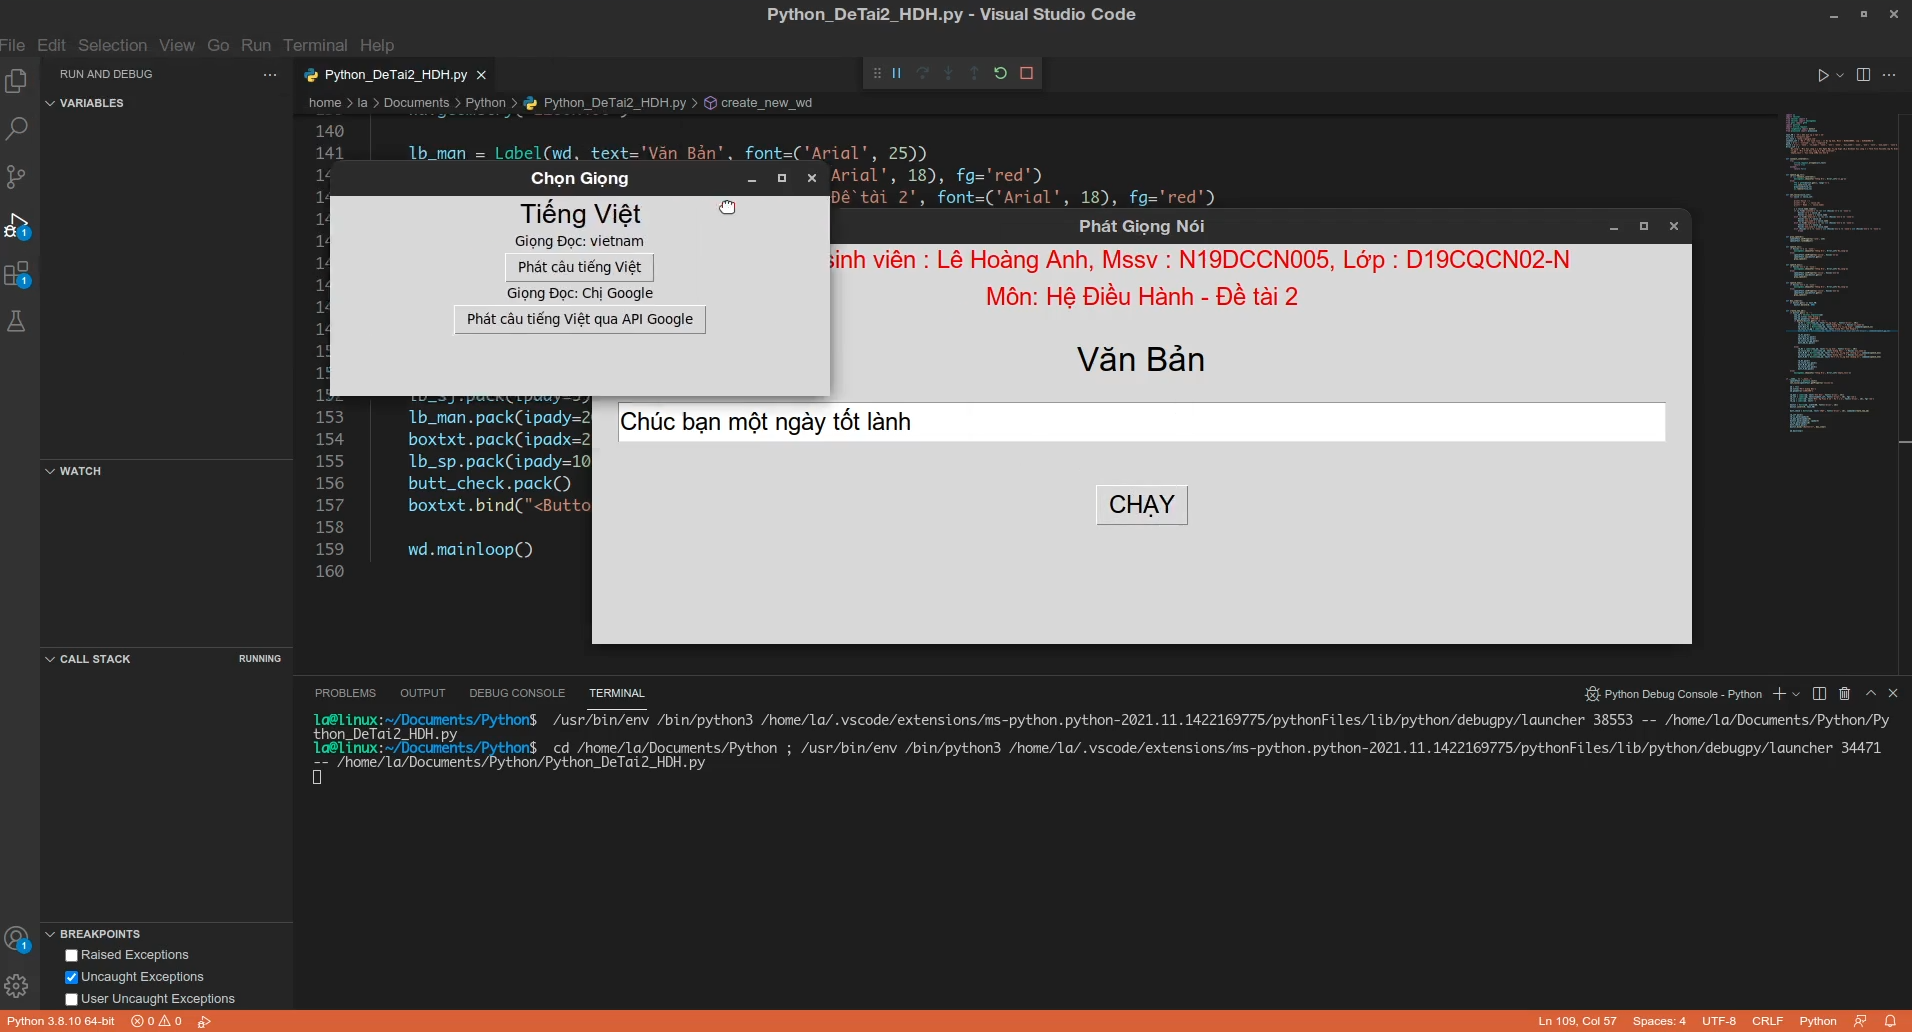 Python_DeTai2_HDH.py - Visual Studio Code
File Edit Selection View Go Run Terminal Help
RUN AND DEBUG
Python_DeTai2_HDH.py
VARIABLES
home > la > Documents > Python > Python_DeTai2_HDH.py > create_new_wd
140
141 lb_man = Label(wd, text='Văn Bản', font=('Arial', 25))
Arial', 18), fg='red')
Đề tài 2', font=('Arial', 18), fg='red')
Chọn Giọng
Tiếng Việt
Giọng Đọc: vietnam
Phát câu tiếng Việt
Giọng Đọc: Chị Google
Phát câu tiếng Việt qua API Google
Phát Giọng Nói
sinh viên : Lê Hoàng Anh, Mssv : N19DCCN005, Lớp : D19CQCN02-N
Môn: Hệ Điều Hành - Đề tài 2
Văn Bản
Chúc bạn một ngày tốt lành
CHẠY
153 lb_man.pack(ipady=2
154 boxtxt.pack(ipadx=2
155 lb_sp.pack(ipady=10
156 butt_check.pack()
157 boxtxt.bind("<Butto
158
159 wd.mainloop()
160
WATCH
CALL STACK RUNNING
PROBLEMS OUTPUT DEBUG CONSOLE TERMINAL
Python Debug Console - Python
la@linux:~/Documents/Python$ /usr/bin/env /bin/python3 /home/la/.vscode/extensions/ms-python.python-2021.11.1422169775/pythonFiles/lib/python/debugpy/launcher 38553 -- /home/la/Documents/Python/Py
thon_DeTai2_HDH.py
la@linux:~/Documents/Python$ cd /home/la/Documents/Python ; /usr/bin/env /bin/python3 /home/la/.vscode/extensions/ms-python.python-2021.11.1422169775/pythonFiles/lib/python/debugpy/launcher 34471
-- /home/la/Documents/Python/Python_DeTai2_HDH.py
BREAKPOINTS
Raised Exceptions
Uncaught Exceptions
User Uncaught Exceptions
Python 3.8.10 64-bit 0 0
Ln 109, Col 57 Spaces: 4 UTF-8 CRLF Python